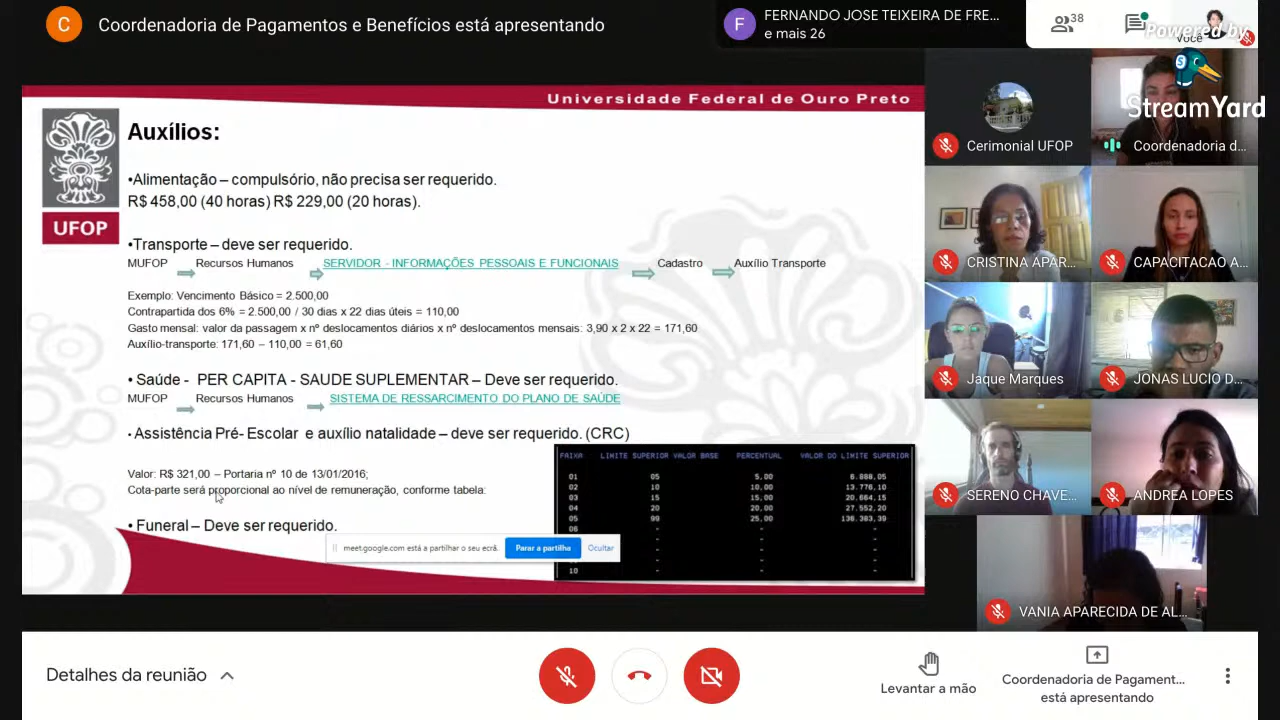 C Coordenadoria de Pagamentos e Benefícios está apresentando
F FERNANDO JOSE TEIXEIRA DE FRE...
e mais 26
38
Você
Powered by
StreamYard
Universidade Federal de Ouro Preto
UFOP
Auxílios:
•Alimentação – compulsório, não precisa ser requerido.
R$ 458,00 (40 horas) R$ 229,00 (20 horas).
•Transporte – deve ser requerido.
MUFOP Recursos Humanos SERVIDOR - INFORMAÇÕES PESSOAIS E FUNCIONAIS Cadastro Auxílio Transporte
Exemplo: Vencimento Básico = 2.500,00
Contrapartida dos 6% = 2.500,00 / 30 dias x 22 dias úteis = 110,00
Gasto mensal: valor da passagem x nº deslocamentos diários x nº deslocamentos mensais: 3,90 x 2 x 22 = 171,60
Auxílio-transporte: 171,60 – 110,00 = 61,60
• Saúde - PER CAPITA - SAUDE SUPLEMENTAR – Deve ser requerido.
MUFOP Recursos Humanos SISTEMA DE RESSARCIMENTO DO PLANO DE SAÚDE
• Assistência Pré-Escolar e auxílio natalidade – deve ser requerido. (CRC)
Valor: R$ 321,00 – Portaria nº 10 de 13/01/2016;
Cota-parte será proporcional ao nível de remuneração, conforme tabela:
• Funeral – Deve ser requerido.
FAIXA LIMITE SUPERIOR VALOR BASE PERCENTUAL VALOR DO LIMITE SUPERIOR
01 05 5,00 6.888,05
02 10 10,00 13.776,10
03 15 15,00 20.664,15
04 20 20,00 27.552,20
05 99 25,00 136.383,39
06 - - -
- - -
- - -
- - -
10 - - -
meet.google.com está a partilhar o seu ecrã. Parar a partilha Ocultar
Cerimonial UFOP
Coordenadoria d...
CRISTINA APAR...
CAPACITACAO A...
Jaque Marques
JONAS LUCIO D...
SERENO CHAVE...
ANDREA LOPES
VANIA APARECIDA DE AL...
Detalhes da reunião
Levantar a mão
Coordenadoria de Pagament...
está apresentando